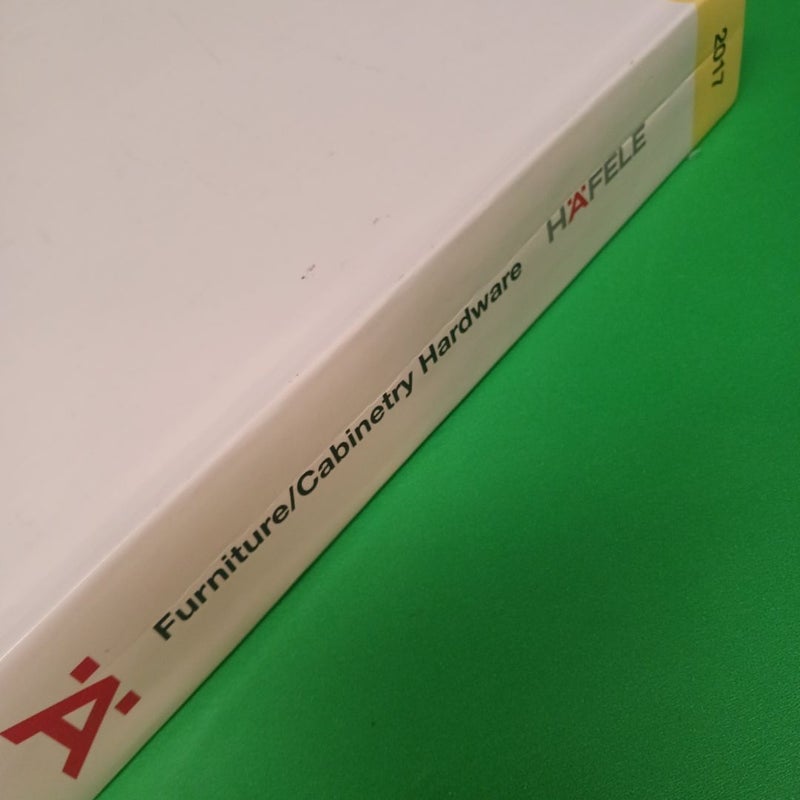 Ä
Furniture/Cabinetry Hardware
HÄFELE
2017